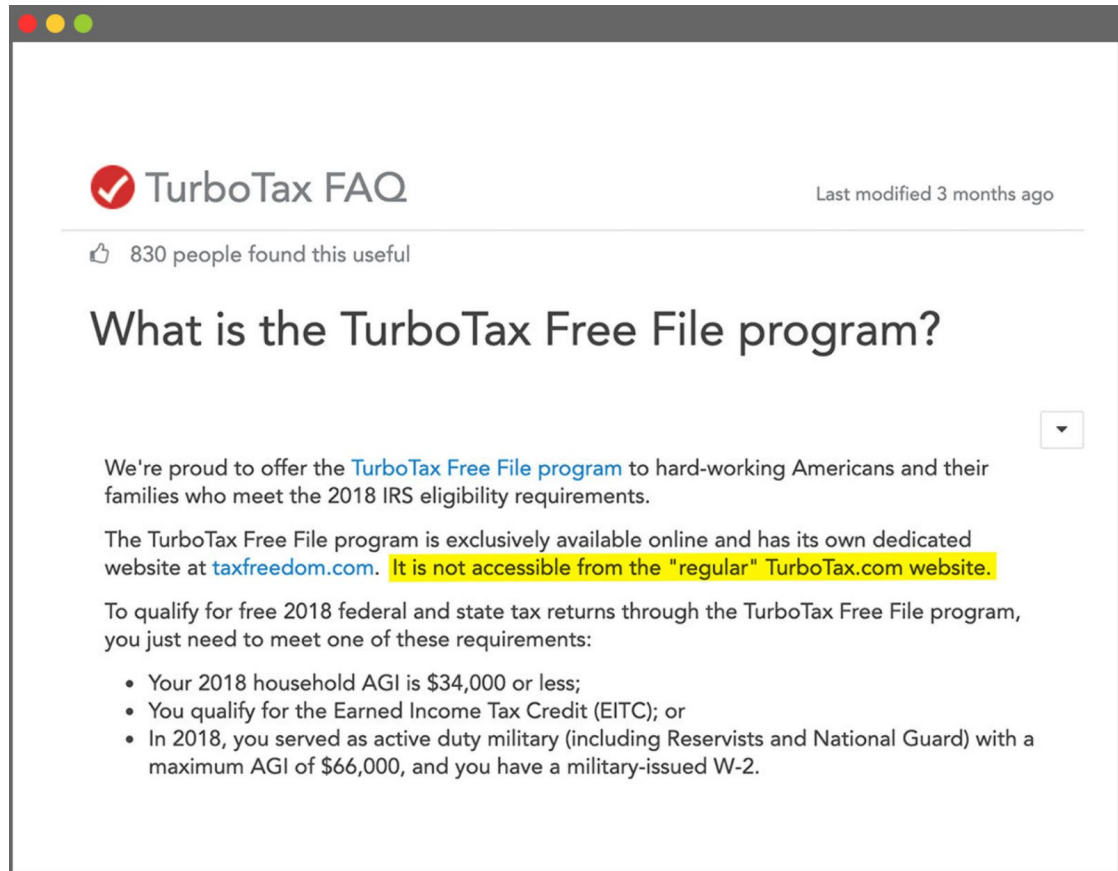 TurboTax FAQ
Last modified 3 months ago
830 people found this useful
What is the TurboTax Free File program?
We're proud to offer the TurboTax Free File program to hard-working Americans and their
families who meet the 2018 IRS eligibility requirements.
The TurboTax Free File program is exclusively available online and has its own dedicated
website at taxfreedom.com. It is not accessible from the "regular" TurboTax.com website.
To qualify for free 2018 federal and state tax returns through the TurboTax Free File program,
you just need to meet one of these requirements:
• Your 2018 household AGI is $34,000 or less;
• You qualify for the Earned Income Tax Credit (EITC); or
• In 2018, you served as active duty military (including Reservists and National Guard) with a
maximum AGI of $66,000, and you have a military-issued W-2.